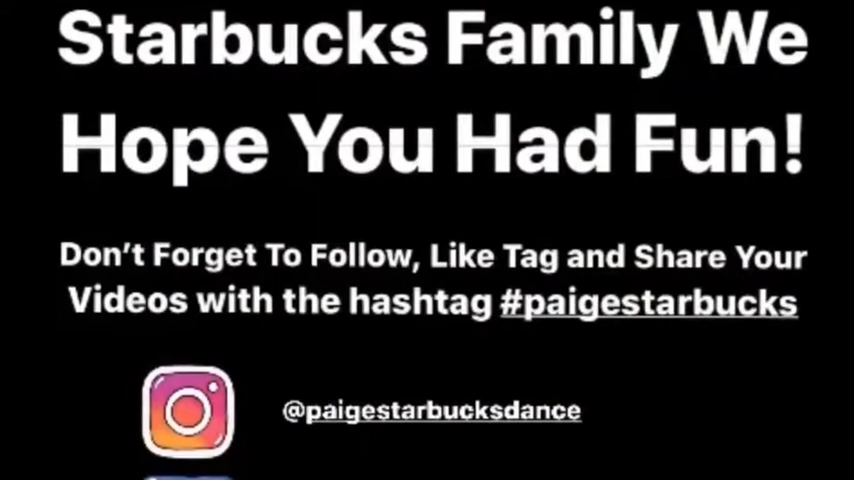 Starbucks Family We
Hope You Had Fun!
Don’t Forget To Follow, Like Tag and Share Your
Videos with the hashtag #paigestarbucks
@paigestarbucksdance